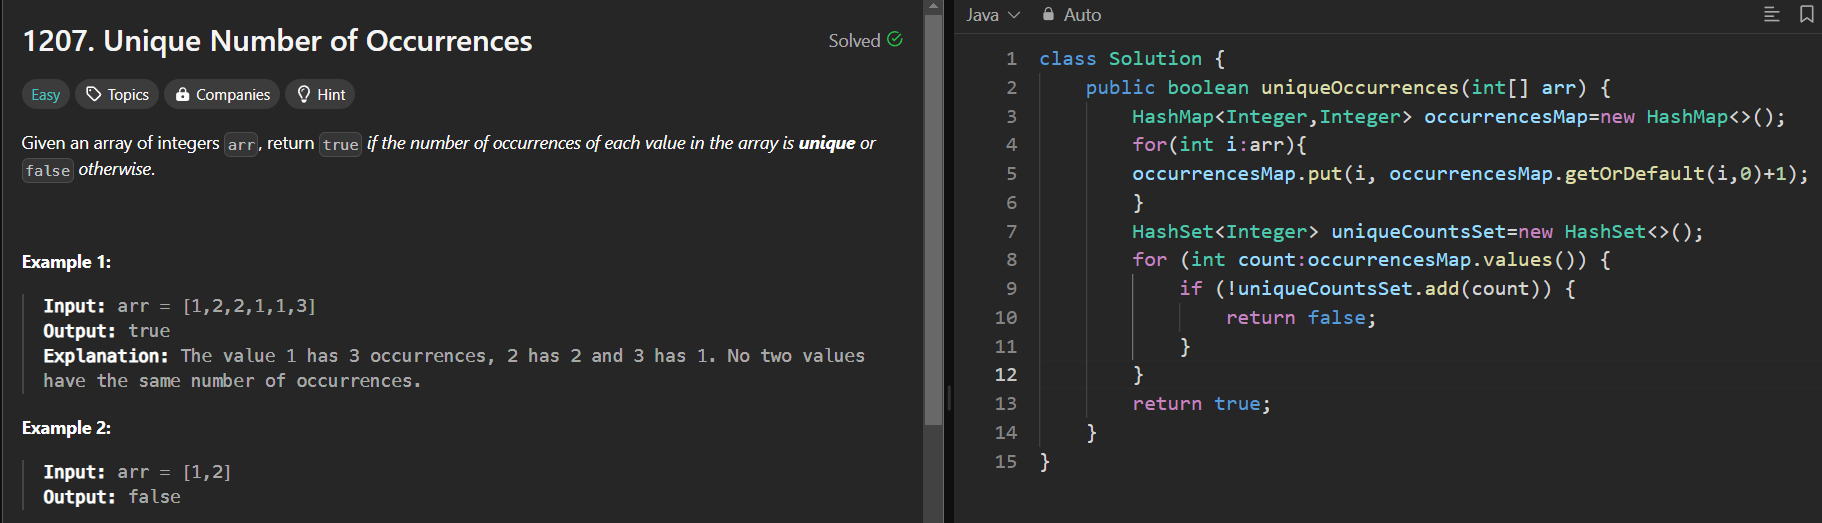 1207. Unique Number of Occurrences
Solved
Easy
Topics
Companies
Hint
Given an array of integers arr, return true if the number of occurrences of each value in the array is unique or
false otherwise.
Example 1:
Input: arr = [1,2,2,1,1,3]
Output: true
Explanation: The value 1 has 3 occurrences, 2 has 2 and 3 has 1. No two values
have the same number of occurrences.
Example 2:
Input: arr = [1,2]
Output: false
Java Auto
1 class Solution {
2     public boolean uniqueOccurrences(int[] arr) {
3         HashMap<Integer,Integer> occurrencesMap=new HashMap<>();
4         for(int i:arr){
5         occurrencesMap.put(i, occurrencesMap.getOrDefault(i,0)+1);
6         }
7         HashSet<Integer> uniqueCountsSet=new HashSet<>();
8         for (int count:occurrencesMap.values()) {
9             if (!uniqueCountsSet.add(count)) {
10                 return false;
11             }
12         }
13         return true;
14     }
15 }